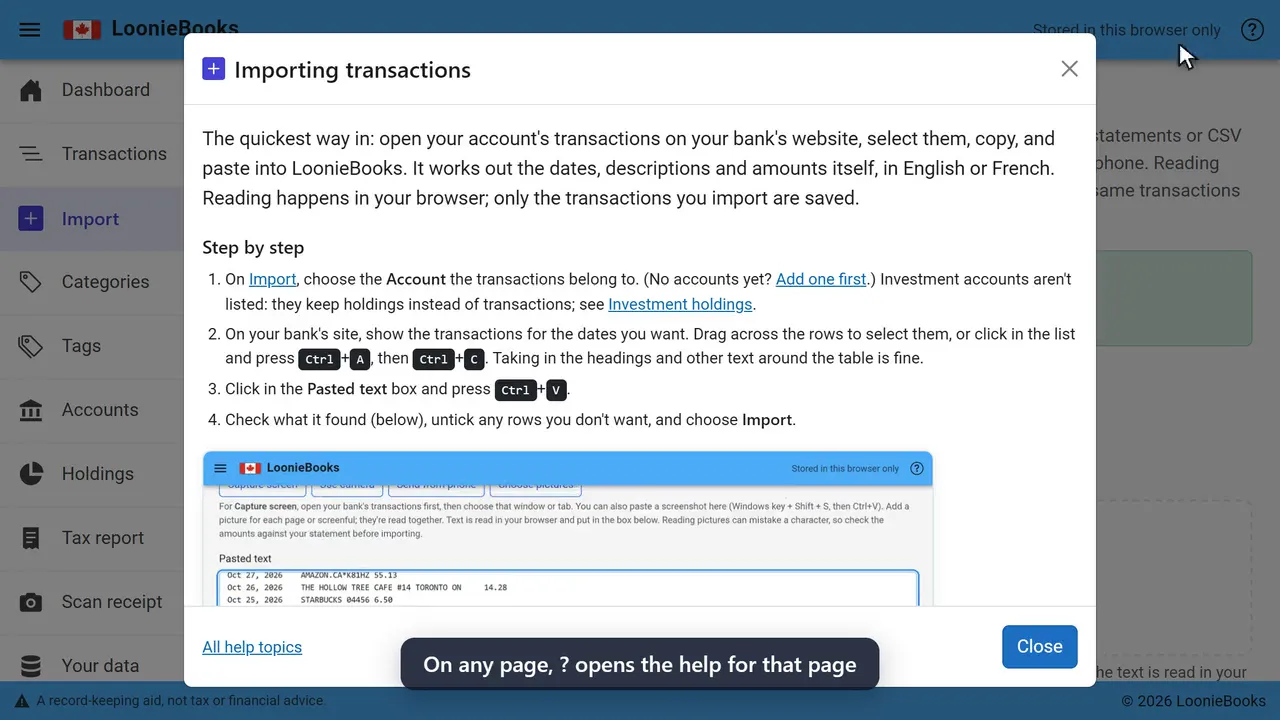 LoonieBooks
Stored in this browser only
?
Dashboard
Transactions
Import
Categories
Tags
Accounts
Holdings
Tax report
Scan receipt
Your data
statements or CSV
phone. Reading
same transactions
Importing transactions
The quickest way in: open your account's transactions on your bank's website, select them, copy, and
paste into LoonieBooks. It works out the dates, descriptions and amounts itself, in English or French.
Reading happens in your browser; only the transactions you import are saved.
Step by step
1. On Import, choose the Account the transactions belong to. (No accounts yet? Add one first.) Investment accounts aren't
listed: they keep holdings instead of transactions; see Investment holdings.
2. On your bank's site, show the transactions for the dates you want. Drag across the rows to select them, or click in the list
and press Ctrl+A, then Ctrl+C. Taking in the headings and other text around the table is fine.
3. Click in the Pasted text box and press Ctrl+V.
4. Check what it found (below), untick any rows you don't want, and choose Import.
LoonieBooks
Stored in this browser only
?
Capture screen Use camera Send from phone Choose pictures
For Capture screen, open your bank's transactions first, then choose that window or tab. You can also paste a screenshot here (Windows key + Shift + S, then Ctrl+V). Add a
picture for each page or screenful; they're read together. Text is read in your browser and put in the box below. Reading pictures can mistake a character, so check the
amounts against your statement before importing.
Pasted text
Oct 27, 2026 AMAZON.CA*K81HZ 55.13
Oct 26, 2026 THE HOLLOW TREE CAFE #14 TORONTO ON 14.28
Oct 25, 2026 STARBUCKS 04456 6.50
All help topics
Close
On any page, ? opens the help for that page
the text is read in your
A record-keeping aid, not tax or financial advice.
© 2026 LoonieBooks